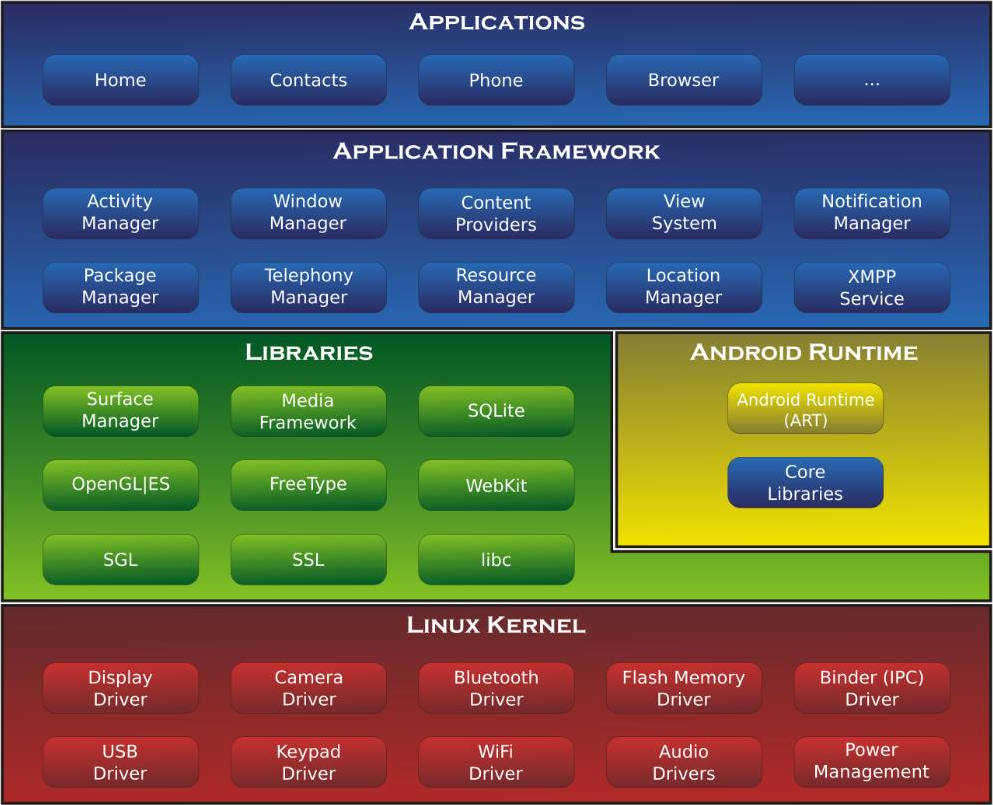 APPLICATIONS
Home
Contacts
Phone
Browser
...
APPLICATION FRAMEWORK
Activity
Manager
Window
Manager
Content
Providers
View
System
Notification
Manager
Package
Manager
Telephony
Manager
Resource
Manager
Location
Manager
XMPP
Service
LIBRARIES
Surface
Manager
Media
Framework
SQLite
OpenGL|ES
FreeType
WebKit
SGL
SSL
libc
ANDROID RUNTIME
Android Runtime
(ART)
Core
Libraries
LINUX KERNEL
Display
Driver
Camera
Driver
Bluetooth
Driver
Flash Memory
Driver
Binder (IPC)
Driver
USB
Driver
Keypad
Driver
WiFi
Driver
Audio
Drivers
Power
Management